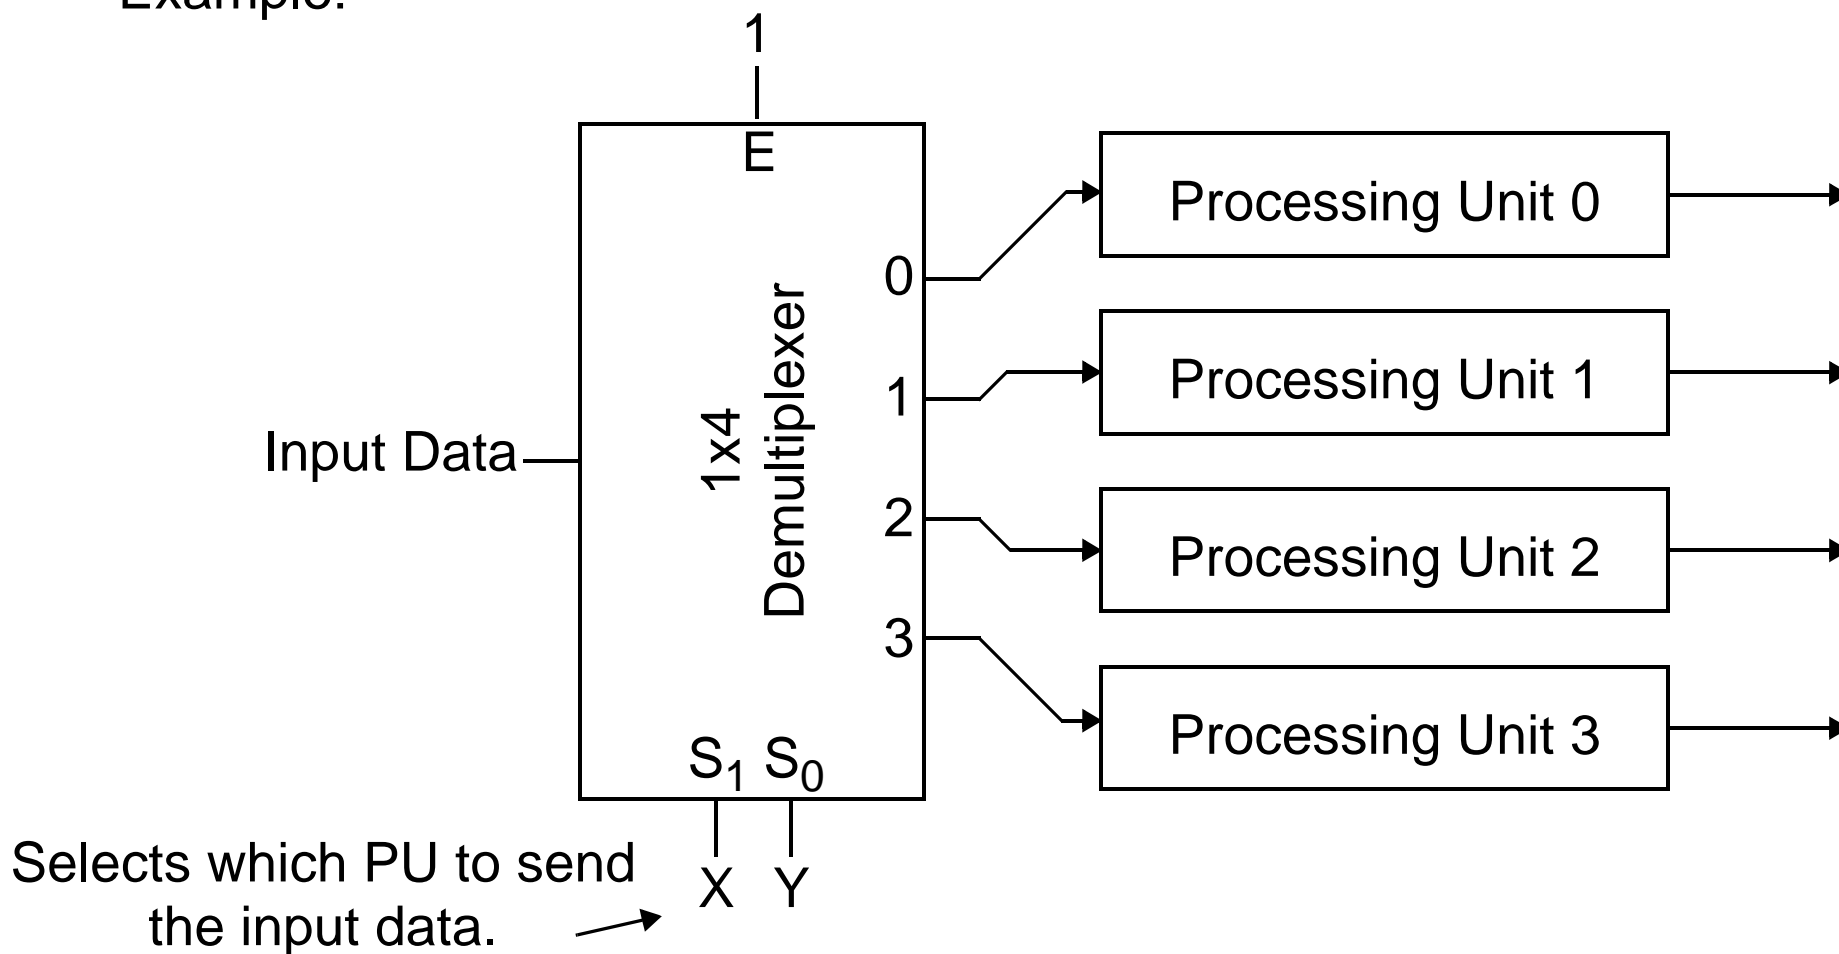 Example:
1
E
Processing Unit 0
0
Processing Unit 1
1
Input Data
1x4
Demultiplexer
2
Processing Unit 2
3
Processing Unit 3
S1 S0
Selects which PU to send
the input data.
X Y